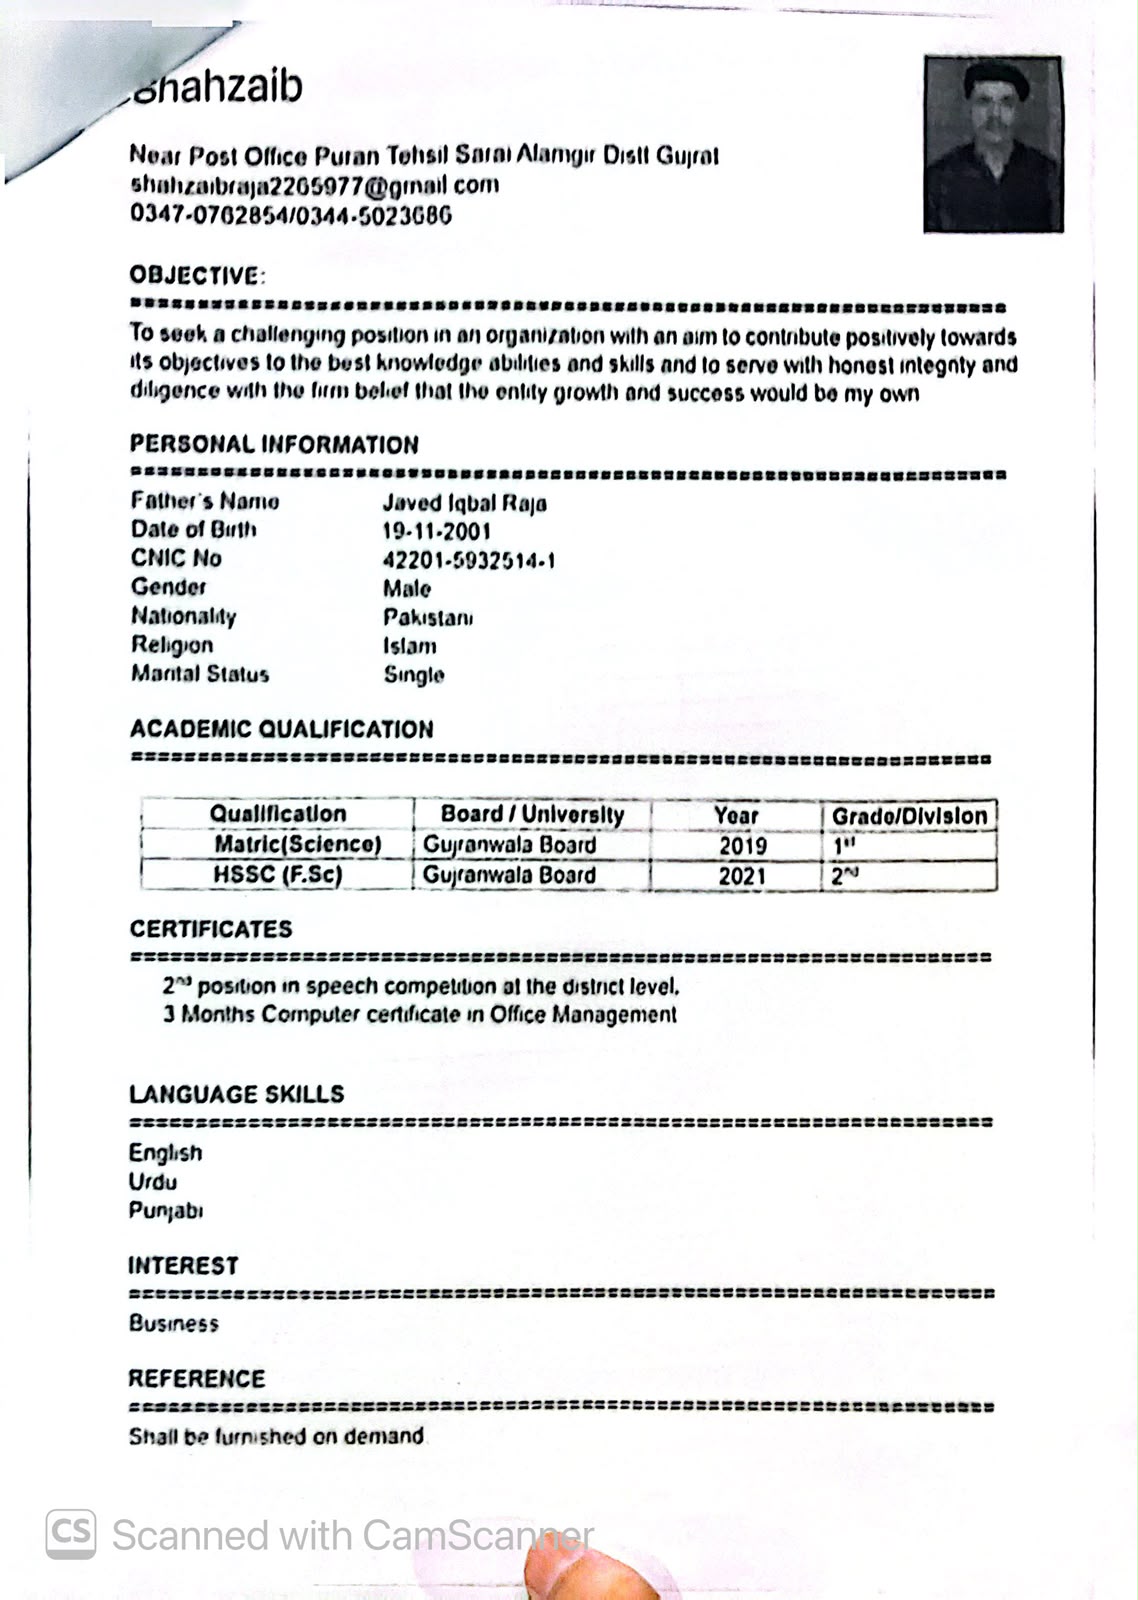 Shahzaib
Near Post Office Puran Tehsil Sarai Alamgir Distt Gujrat
shahzaibraja2265977@gmail com
0347-0762854/0344-5023686
OBJECTIVE:
To seek a challenging position in an organization with an aim to contribute positively towards
its objectives to the best knowledge abilities and skills and to serve with honest integrity and
diligence with the firm belief that the entity growth and success would be my own
PERSONAL INFORMATION
Father's Name Javed Iqbal Raja
Date of Birth 19-11-2001
CNIC No 42201-5932514-1
Gender Male
Nationality Pakistani
Religion Islam
Marital Status Single
ACADEMIC QUALIFICATION
Qualification Board / University Year Grade/Division
Matric(Science) Gujranwala Board 2019 1st
HSSC (F.Sc) Gujranwala Board 2021 2nd
CERTIFICATES
2nd position in speech competition at the district level,
3 Months Computer certificate in Office Management
LANGUAGE SKILLS
English
Urdu
Punjabi
INTEREST
Business
REFERENCE
Shall be furnished on demand
CS Scanned with CamScanner